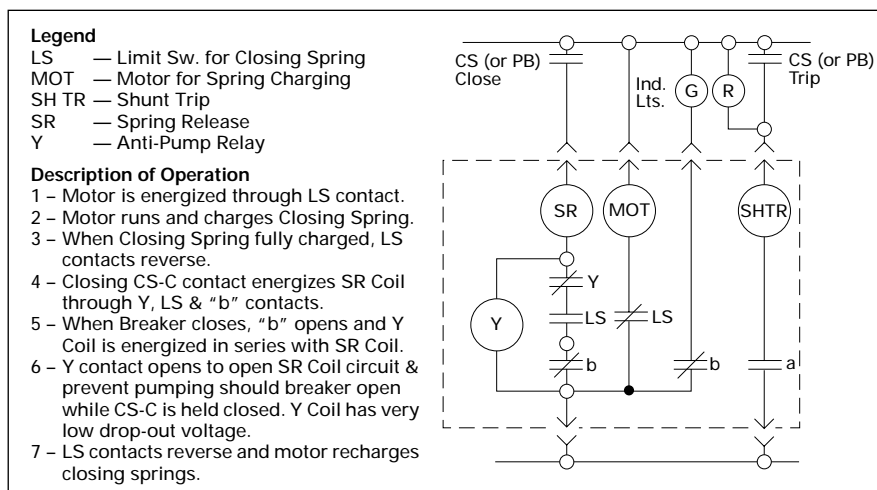 Legend
LS — Limit Sw. for Closing Spring
MOT — Motor for Spring Charging
SH TR — Shunt Trip
SR — Spring Release
Y — Anti-Pump Relay
Description of Operation
1 – Motor is energized through LS contact.
2 – Motor runs and charges Closing Spring.
3 – When Closing Spring fully charged, LS
contacts reverse.
4 – Closing CS-C contact energizes SR Coil
through Y, LS & “b” contacts.
5 – When Breaker closes, “b” opens and Y
Coil is energized in series with SR Coil.
6 – Y contact opens to open SR Coil circuit &
prevent pumping should breaker open
while CS-C is held closed. Y Coil has very
low drop-out voltage.
7 – LS contacts reverse and motor recharges
closing springs.
CS (or PB)
Close
Ind.
Lts.
G
R
CS (or PB)
Trip
SR
MOT
SHTR
Y
Y
LS
LS
b
b
a